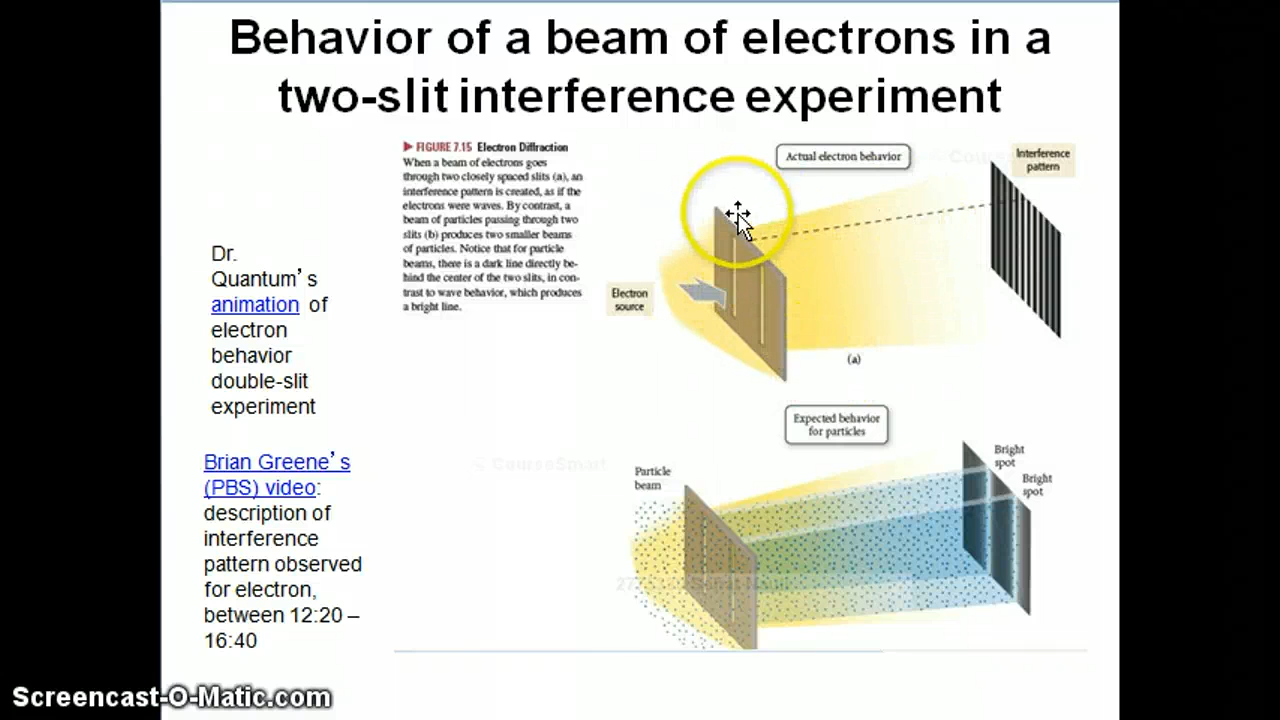 Behavior of a beam of electrons in a
two-slit interference experiment
▶ FIGURE 7.15 Electron Diffraction
When a beam of electrons goes
through two closely spaced slits (a), an
interference pattern is created, as if the
electrons were waves. By contrast, a
beam of particles passing through two
slits (b) produces two smaller beams
of particles. Notice that for particle
beams, there is a dark line directly be-
hind the center of the two slits, in con-
trast to wave behavior, which produces
a bright line.
Actual electron behavior
Interference
pattern
Electron
source
(a)
Dr.
Quantum's
animation of
electron
behavior
double-slit
experiment
Brian Greene's
(PBS) video:
description of
interference
pattern observed
for electron,
between 12:20 –
16:40
Expected behavior
for particles
Particle
beam
Bright
spot
Bright
spot
© CourseSmart
Screencast-O-Matic.com